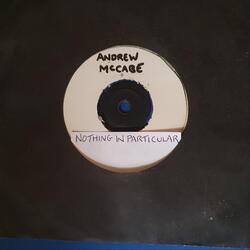 ANDREW
McCABE
NOTHING IN PARTICULAR